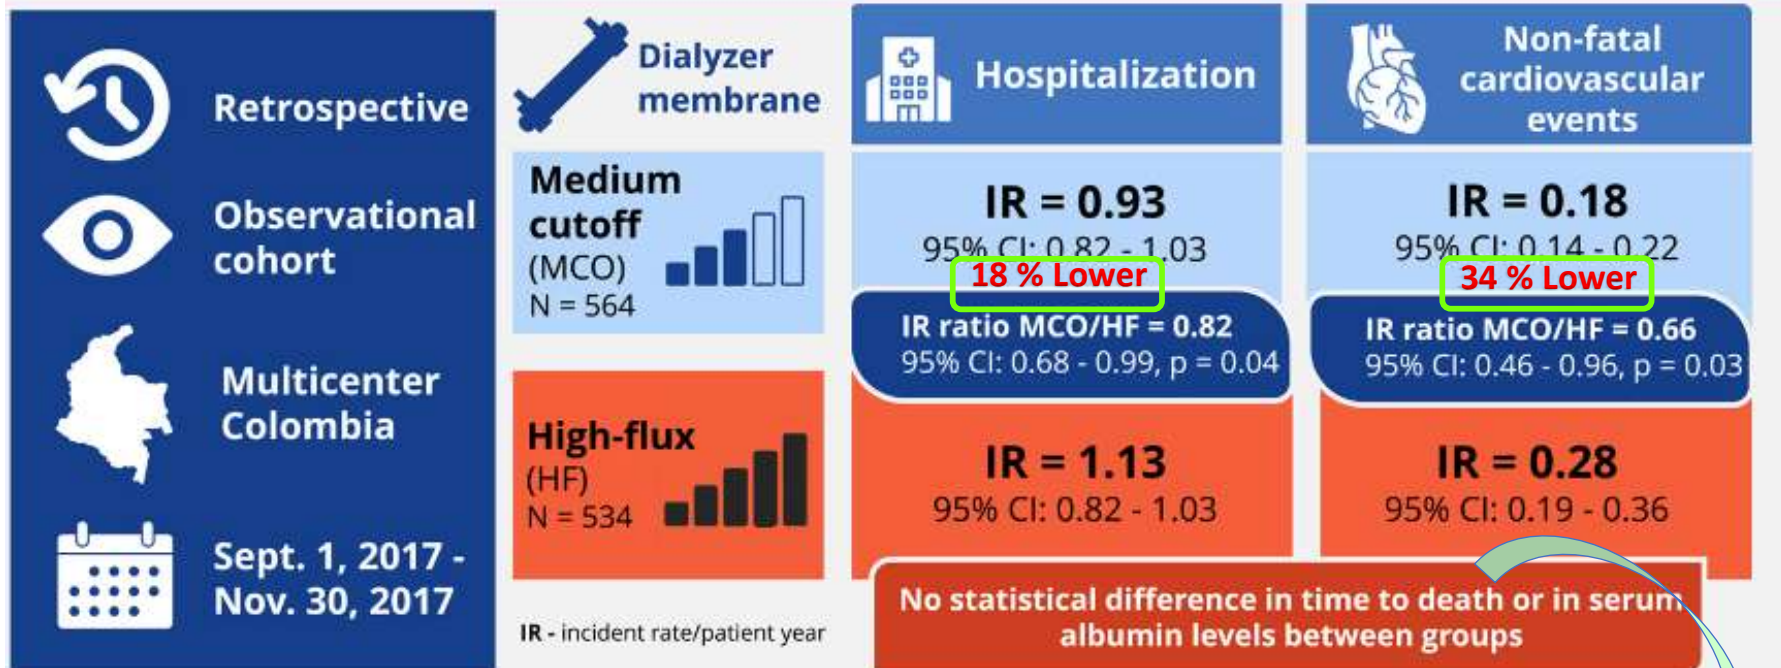 Retrospective
Observational
cohort
Multicenter
Colombia
Sept. 1, 2017 -
Nov. 30, 2017
Dialyzer
membrane
Medium
cutoff
(MCO)
N = 564
High-flux
(HF)
N = 534
IR - incident rate/patient year
Hospitalization
IR = 0.93
95% CI: 0.82 - 1.03
18 % Lower
IR ratio MCO/HF = 0.82
95% CI: 0.68 - 0.99, p = 0.04
IR = 1.13
95% CI: 0.82 - 1.03
Non-fatal
cardiovascular
events
IR = 0.18
95% CI: 0.14 - 0.22
34 % Lower
IR ratio MCO/HF = 0.66
95% CI: 0.46 - 0.96, p = 0.03
IR = 0.28
95% CI: 0.19 - 0.36
No statistical difference in time to death or in serum
albumin levels between groups